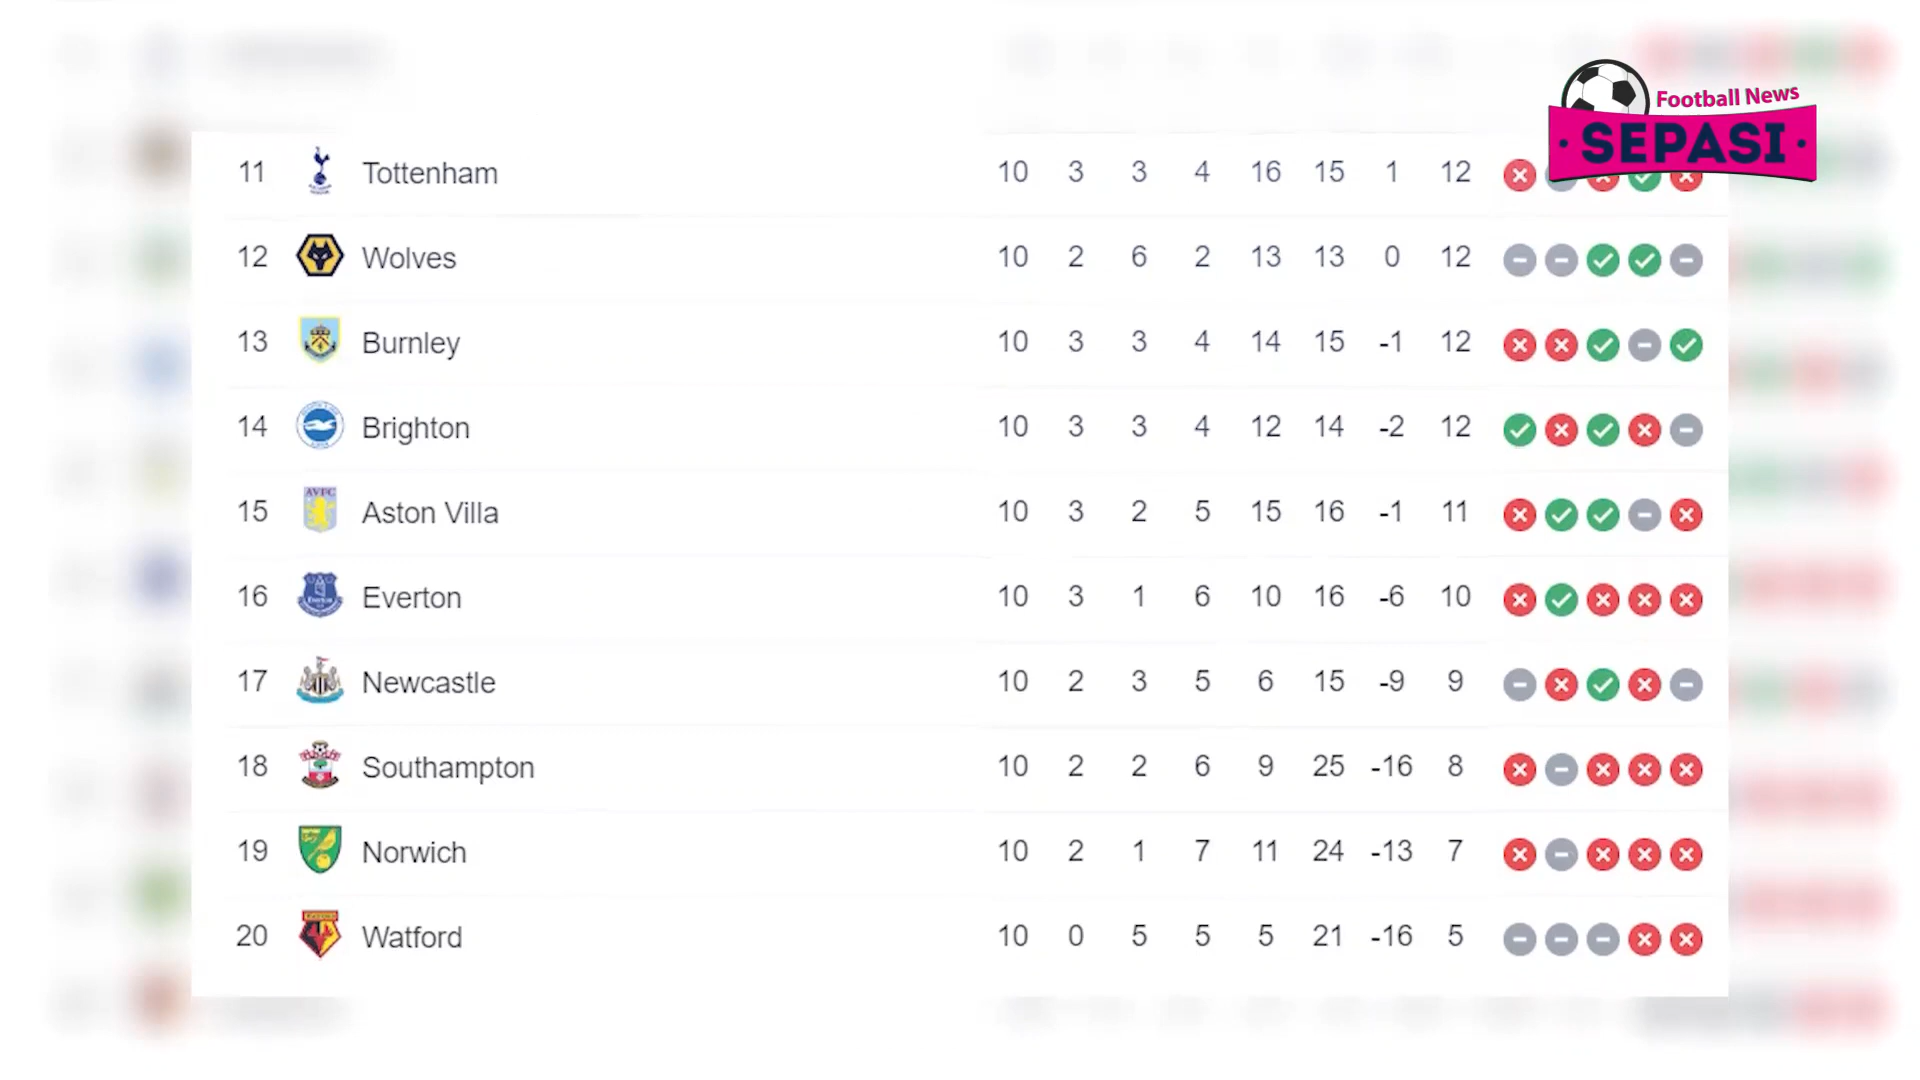 Football News
SEPASI
11 Tottenham 10 3 3 4 16 15 1 12
12 Wolves 10 2 6 2 13 13 0 12
13 Burnley 10 3 3 4 14 15 -1 12
14 Brighton 10 3 3 4 12 14 -2 12
15 Aston Villa 10 3 2 5 15 16 -1 11
16 Everton 10 3 1 6 10 16 -6 10
17 Newcastle 10 2 3 5 6 15 -9 9
18 Southampton 10 2 2 6 9 25 -16 8
19 Norwich 10 2 1 7 11 24 -13 7
20 Watford 10 0 5 5 5 21 -16 5